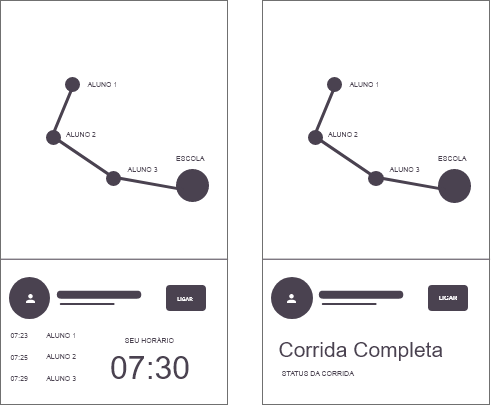 ALUNO 1
ALUNO 2
ALUNO 3
ESCOLA
LIGAR
07:23 ALUNO 1
07:25 ALUNO 2
07:29 ALUNO 3
SEU HORÁRIO
07:30
ALUNO 1
ALUNO 2
ALUNO 3
ESCOLA
LIGAR
Corrida Completa
STATUS DA CORRIDA